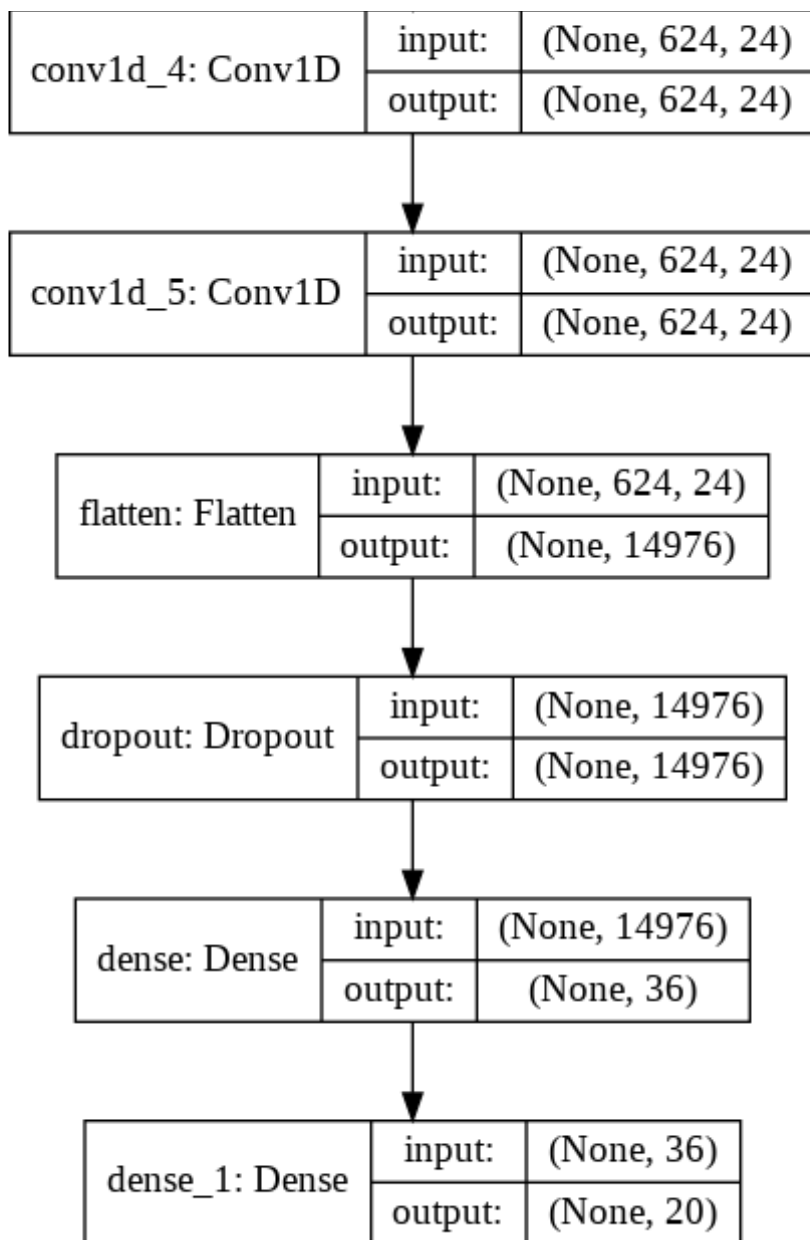 conv1d_4: Conv1D
input: (None, 624, 24)
output: (None, 624, 24)
conv1d_5: Conv1D
input: (None, 624, 24)
output: (None, 624, 24)
flatten: Flatten
input: (None, 624, 24)
output: (None, 14976)
dropout: Dropout
input: (None, 14976)
output: (None, 14976)
dense: Dense
input: (None, 14976)
output: (None, 36)
dense_1: Dense
input: (None, 36)
output: (None, 20)